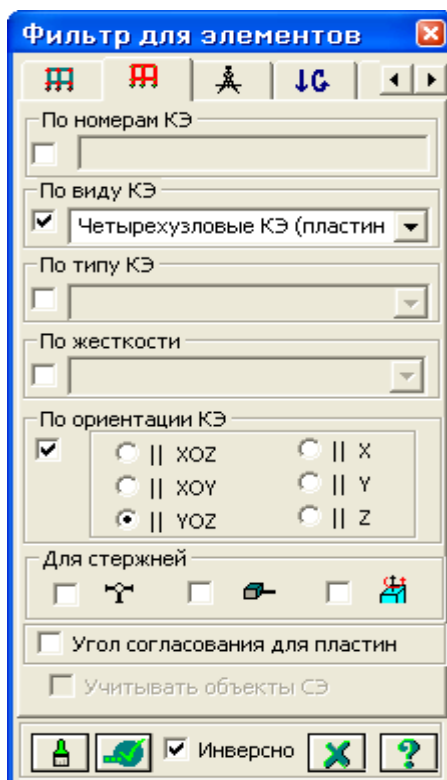 Фильтр для элементов
По номерам КЭ
По виду КЭ
Четырехузловые КЭ (пластин
По типу КЭ
По жесткости
По ориентации КЭ
|| XOZ || X
|| XOY || Y
|| YOZ || Z
Для стержней
Угол согласования для пластин
Учитывать объекты СЭ
Инверсно ?